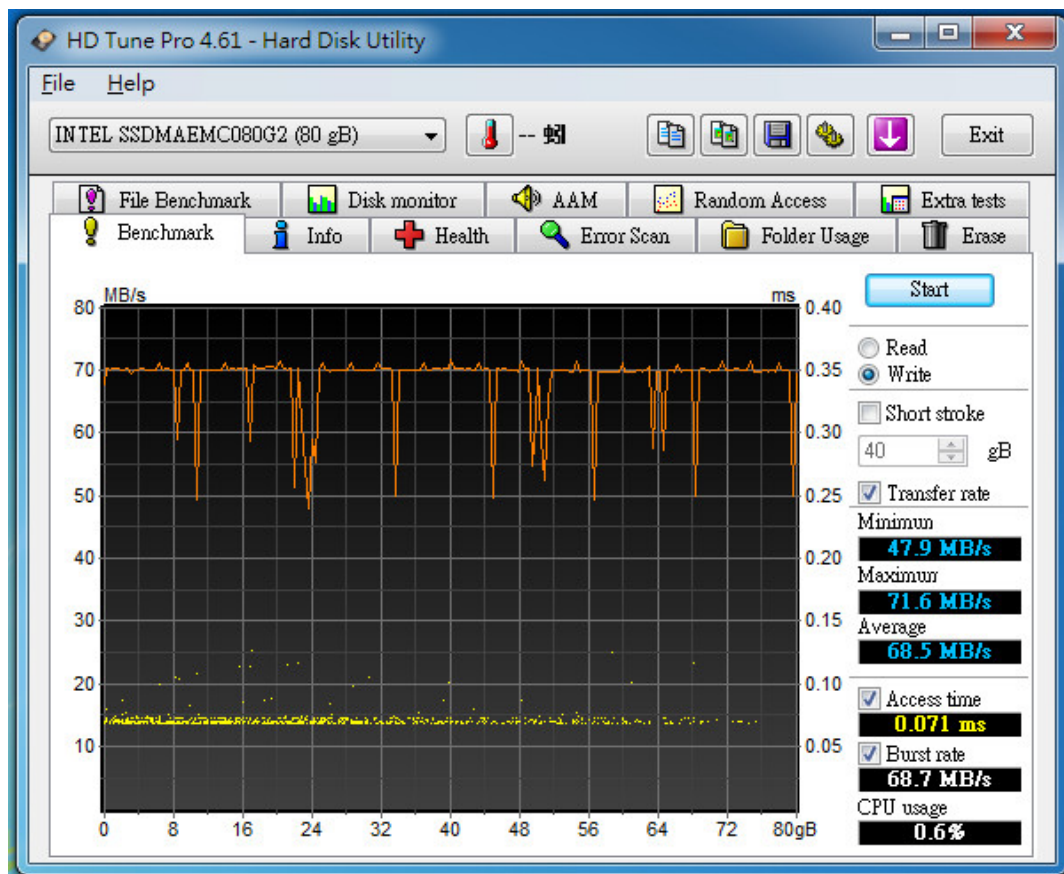 HD Tune Pro 4.61 - Hard Disk Utility
File Help
INTEL SSDMAEMC080G2 (80 gB) -- 蚓 Exit
File Benchmark Disk monitor AAM Random Access Extra tests
Benchmark Info Health Error Scan Folder Usage Erase
Start
Read
Write
Short stroke
40 gB
Transfer rate
Minimun
47.9 MB/s
Maximum
71.6 MB/s
Average
68.5 MB/s
Access time
0.071 ms
Burst rate
68.7 MB/s
CPU usage
0.6%
MB/s ms
80 0.40
70 0.35
60 0.30
50 0.25
40 0.20
30 0.15
20 0.10
10 0.05
0 8 16 24 32 40 48 56 64 72 80gB